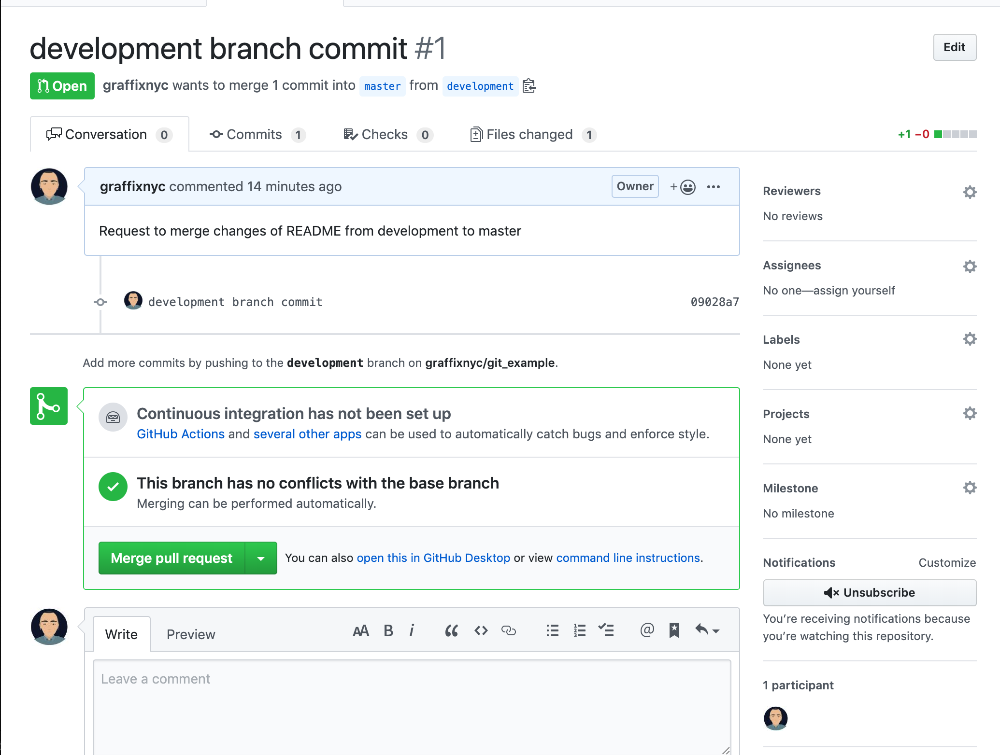 development branch commit #1
Edit
Open
graffixnyc wants to merge 1 commit into master from development
Conversation 0
Commits 1
Checks 0
Files changed 1
+1 −0
graffixnyc commented 14 minutes ago
Owner
Request to merge changes of README from development to master
development branch commit
09028a7
Add more commits by pushing to the development branch on graffixnyc/git_example.
Continuous integration has not been set up
GitHub Actions and several other apps can be used to automatically catch bugs and enforce style.
This branch has no conflicts with the base branch
Merging can be performed automatically.
Merge pull request
You can also open this in GitHub Desktop or view command line instructions.
Write
Preview
Leave a comment
Reviewers
No reviews
Assignees
No one—assign yourself
Labels
None yet
Projects
None yet
Milestone
No milestone
Notifications
Customize
Unsubscribe
You’re receiving notifications because
you’re watching this repository.
1 participant